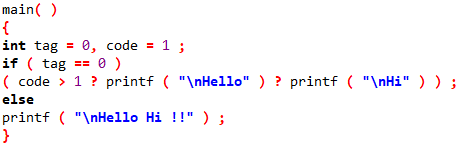 main( )
{
int tag = 0, code = 1 ;
if ( tag == 0 )
( code > 1 ? printf ( "\nHello" ) ? printf ( "\nHi" ) ) ;
else
printf ( "\nHello Hi !!" ) ;
}